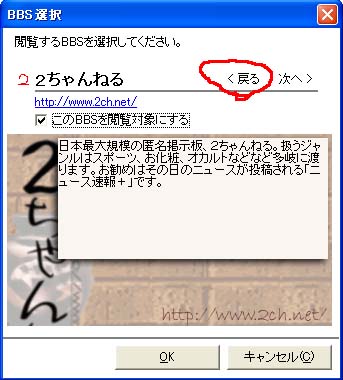 BBS選択
閲覧するBBSを選択してください。
2ちゃんねる
< 戻る 次へ >
http://www.2ch.net/
このBBSを閲覧対象にする
日本最大規模の匿名掲示板、2ちゃんねる。扱うジ
ャンルはスポーツ、お化粧、オカルトなどなど多岐に渡
ります。お勧めはその日のニュースが投稿される「ニ
ュース速報+」です。
2ちゃん
http://www.2ch.net/
OK キャンセル(C)